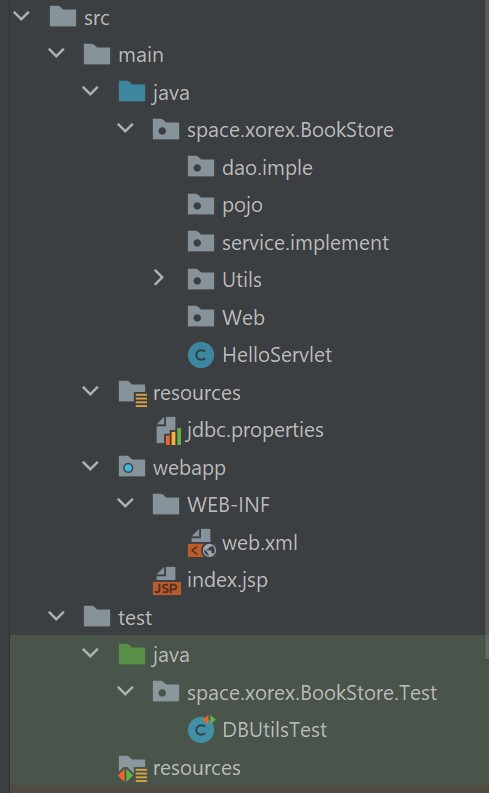 src
main
java
space.xorex.BookStore
dao.imple
pojo
service.implement
Utils
Web
C HelloServlet
resources
jdbc.properties
webapp
WEB-INF
web.xml
JSP index.jsp
test
java
space.xorex.BookStore.Test
C DBUtilsTest
resources